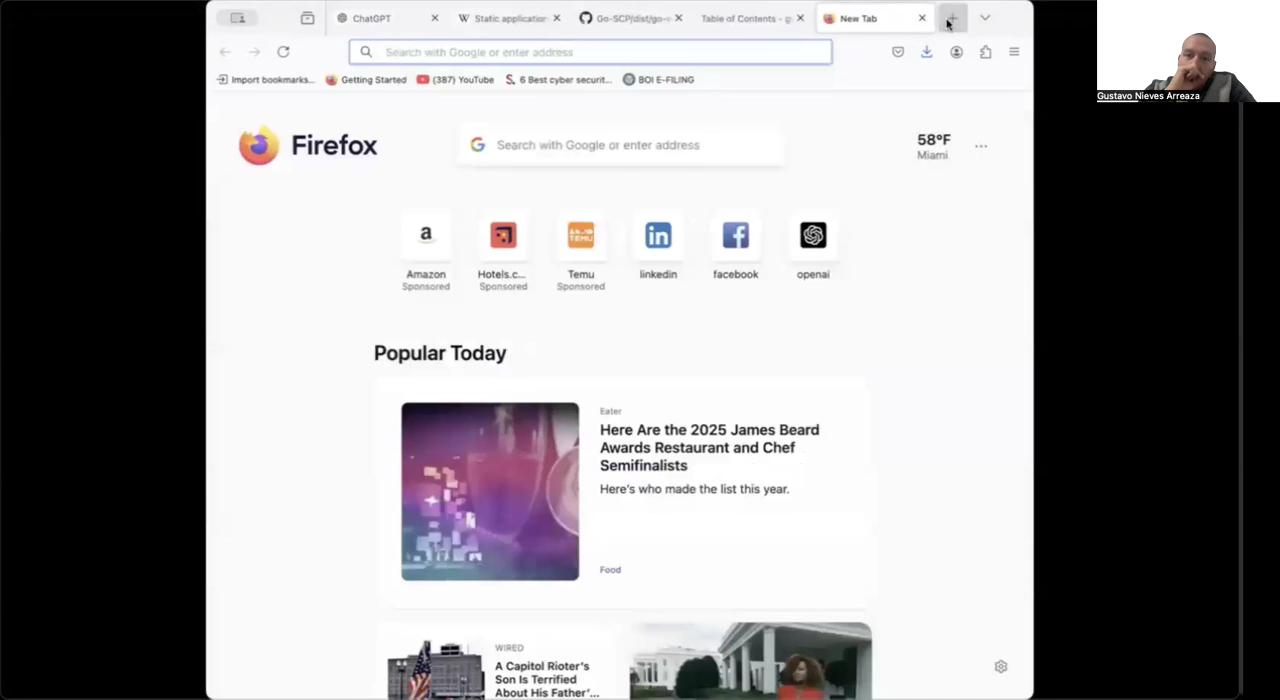 ChatGPT
Static application
Go-SCP/dist/go-
Table of Contents - g
New Tab
Search with Google or enter address
Import bookmarks...
Getting Started
(387) YouTube
6 Best cyber securit...
BOI E-FILING
Gustavo Nieves Arreaza
Firefox
Search with Google or enter address
58°F
Miami
a
TEMU
in
Amazon
Sponsored
Hotels.c...
Sponsored
Temu
Sponsored
linkedin
facebook
openai
Popular Today
Eater
Here Are the 2025 James Beard
Awards Restaurant and Chef
Semifinalists
Here's who made the list this year.
Food
WIRED
A Capitol Rioter's
Son Is Terrified
About His Father'...